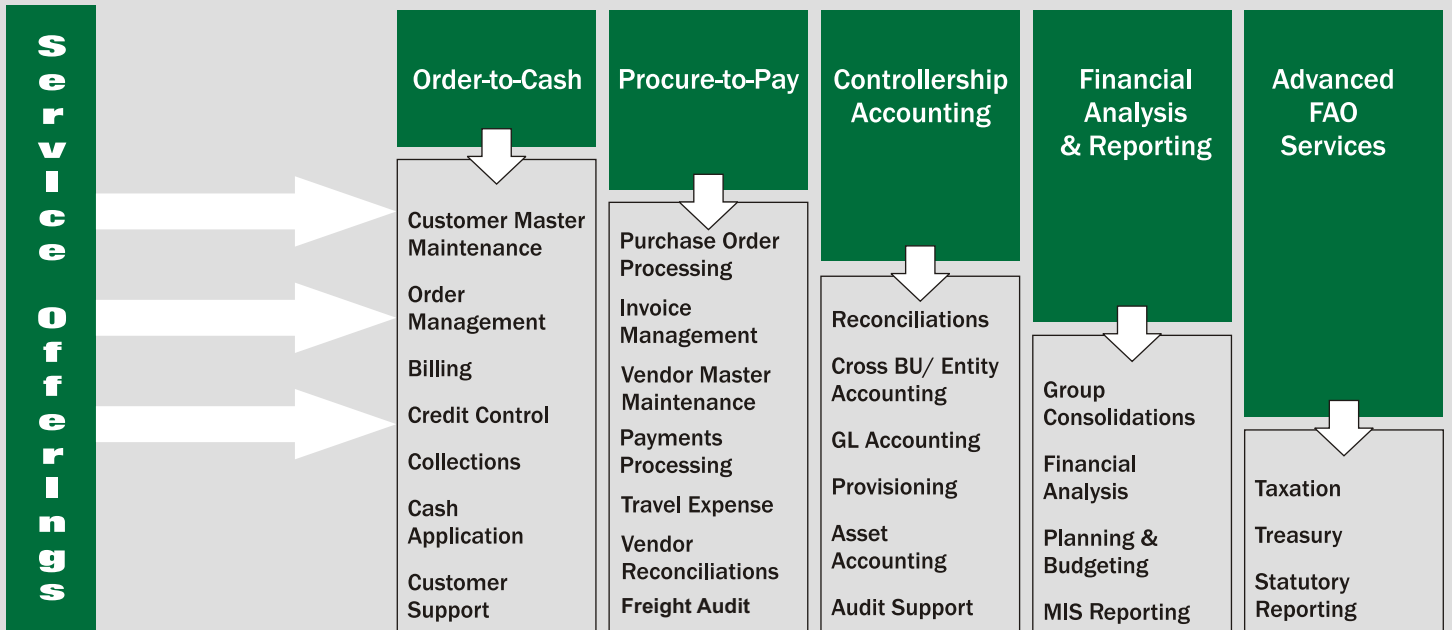 Service Offerings
Order-to-Cash
Customer Master
Maintenance
Order
Management
Billing
Credit Control
Collections
Cash
Application
Customer
Support
Procure-to-Pay
Purchase Order
Processing
Invoice
Management
Vendor Master
Maintenance
Payments
Processing
Travel Expense
Vendor
Reconciliations
Freight Audit
Controllership
Accounting
Reconciliations
Cross BU/ Entity
Accounting
GL Accounting
Provisioning
Asset
Accounting
Audit Support
Financial
Analysis
& Reporting
Group
Consolidations
Financial
Analysis
Planning &
Budgeting
MIS Reporting
Advanced
FAO
Services
Taxation
Treasury
Statutory
Reporting